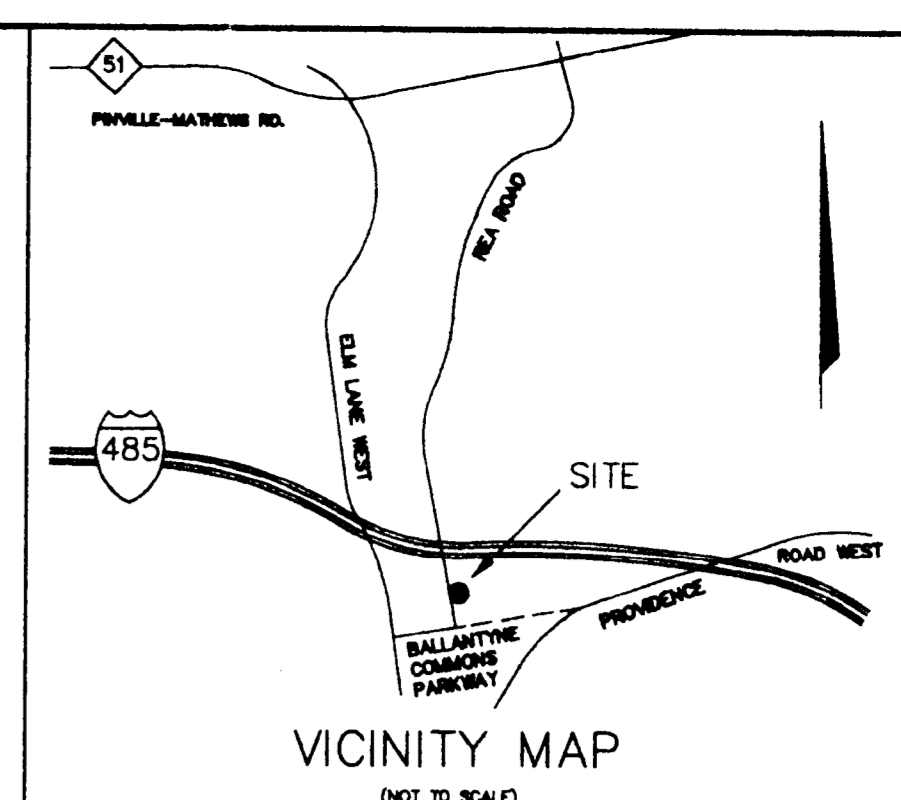 51
PINVILLE-MATHEWS RD.
REA ROAD
ELM LANE WEST
485
SITE
ROAD WEST
PROVIDENCE
BALLANTYNE
COMMONS
PARKWAY
VICINITY MAP
(NOT TO SCALE)